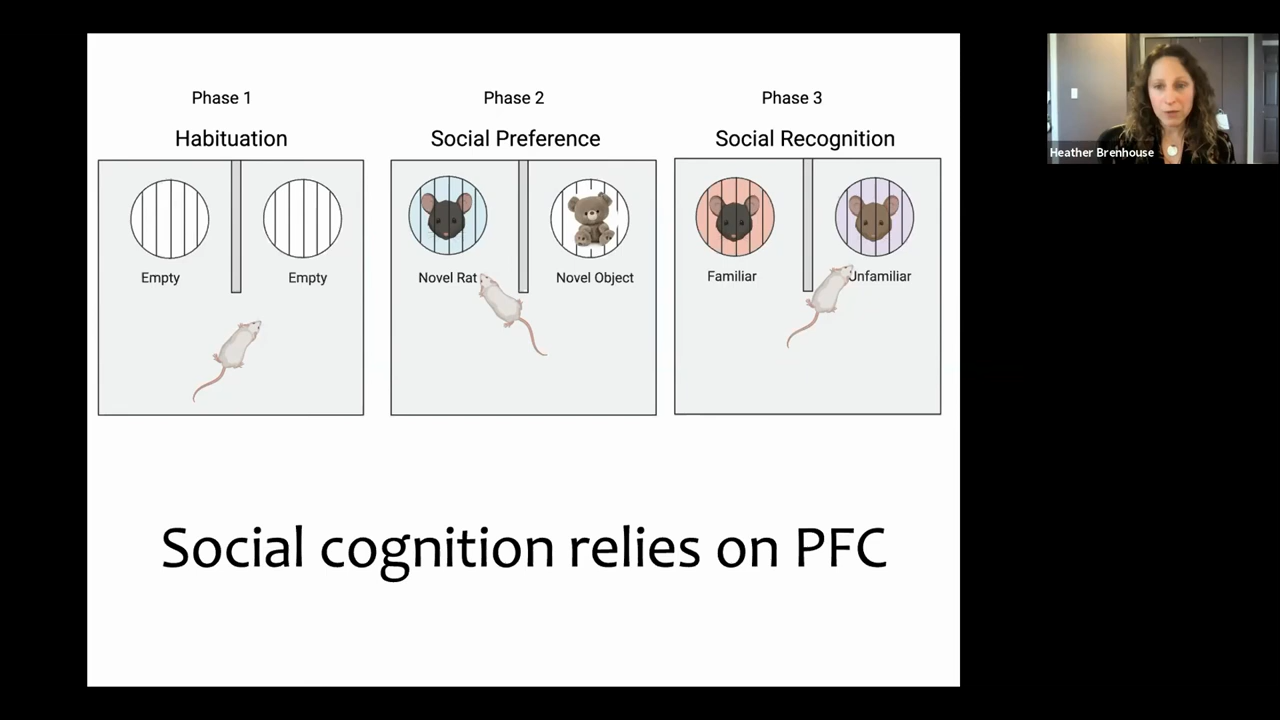 Phase 1
Habituation
Empty
Empty
Phase 2
Social Preference
Novel Rat
Novel Object
Phase 3
Social Recognition
Familiar
Unfamiliar
Social cognition relies on PFC
Heather Brenhouse